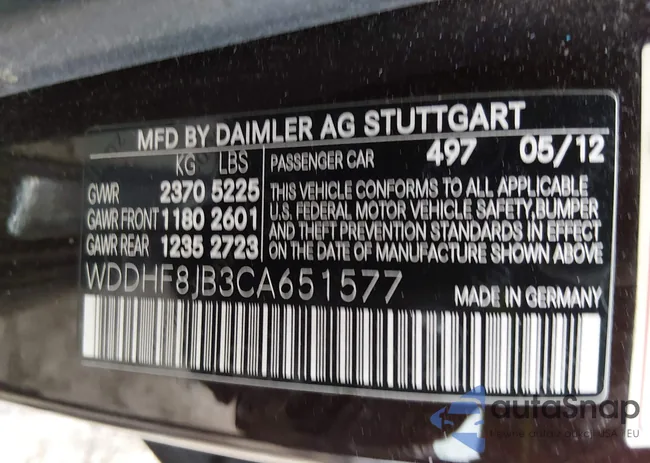 MFD BY DAIMLER AG STUTTGART
KG LBS
GVWR 2370 5225
GAWR FRONT 1180 2601
GAWR REAR 1235 2723
PASSENGER CAR 497 05/12
THIS VEHICLE CONFORMS TO ALL APPLICABLE
U.S. FEDERAL MOTOR VEHICLE SAFETY,BUMPER
AND THEFT PREVENTION STANDARDS IN EFFECT
ON THE DATE OF MANUFACTURE SHOWN ABOVE
WDDHF8JB3CA651577
MADE IN GERMANY
autoSnap